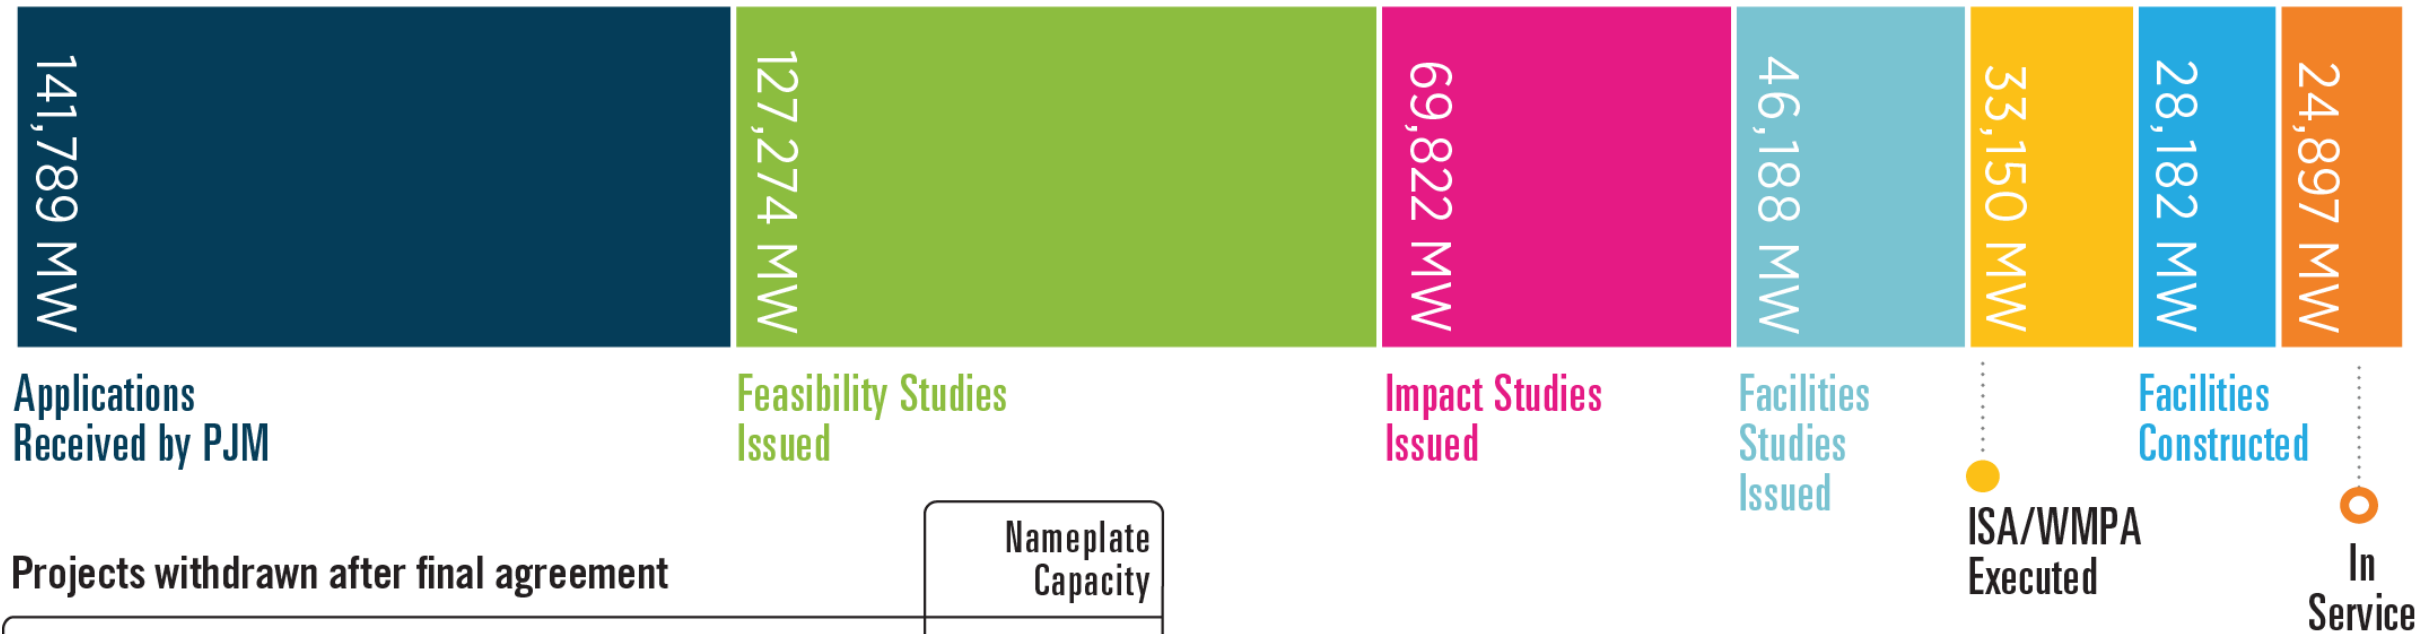 141,789 MW
127,274 MW
69,822 MW
46,188 MW
33,150 MW
28,182 MW
24,897 MW
Applications
Received by PJM
Feasibility Studies
Issued
Impact Studies
Issued
Facilities
Studies
Issued
ISA/WMPA
Executed
Facilities
Constructed
In
Service
Projects withdrawn after final agreement
Nameplate
Capacity